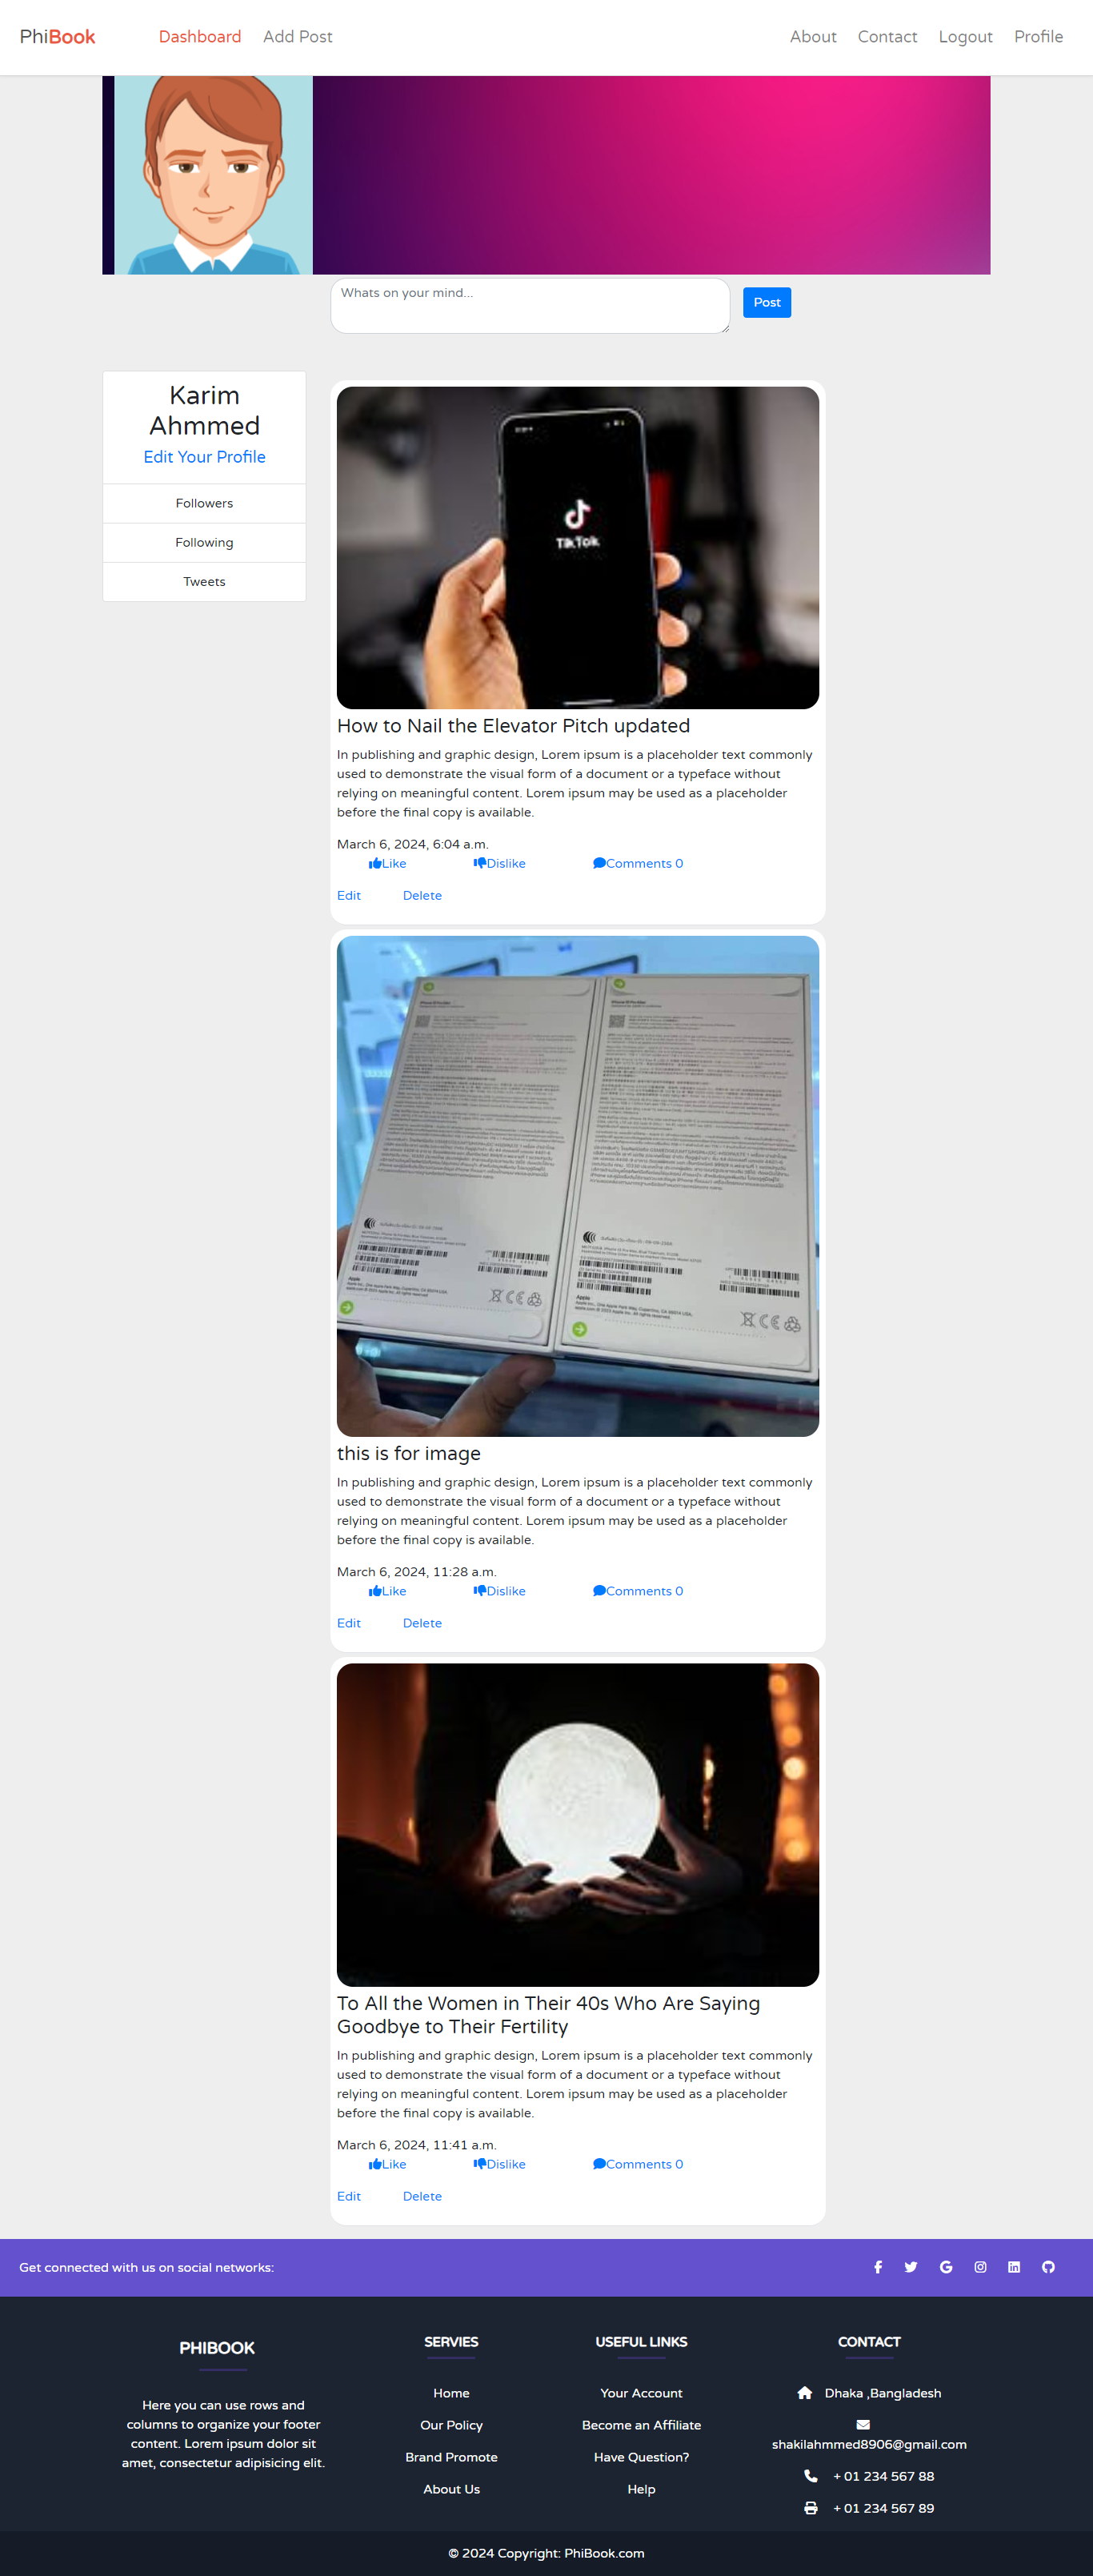 PhiBook
Dashboard
Add Post
About
Contact
Logout
Profile
Whats on your mind...
Post
Karim
Ahmmed
Edit Your Profile
Followers
Following
Tweets
TikTok
How to Nail the Elevator Pitch updated
In publishing and graphic design, Lorem ipsum is a placeholder text commonly
used to demonstrate the visual form of a document or a typeface without
relying on meaningful content. Lorem ipsum may be used as a placeholder
before the final copy is available.
March 6, 2024, 6:04 a.m.
Like
Dislike
Comments 0
Edit
Delete
Apple
Apple
this is for image
In publishing and graphic design, Lorem ipsum is a placeholder text commonly
used to demonstrate the visual form of a document or a typeface without
relying on meaningful content. Lorem ipsum may be used as a placeholder
before the final copy is available.
March 6, 2024, 11:28 a.m.
Like
Dislike
Comments 0
Edit
Delete
To All the Women in Their 40s Who Are Saying
Goodbye to Their Fertility
In publishing and graphic design, Lorem ipsum is a placeholder text commonly
used to demonstrate the visual form of a document or a typeface without
relying on meaningful content. Lorem ipsum may be used as a placeholder
before the final copy is available.
March 6, 2024, 11:41 a.m.
Like
Dislike
Comments 0
Edit
Delete
Get connected with us on social networks:
PHIBOOK
Here you can use rows and
columns to organize your footer
content. Lorem ipsum dolor sit
amet, consectetur adipisicing elit.
SERVIES
Home
Our Policy
Brand Promote
About Us
USEFUL LINKS
Your Account
Become an Affiliate
Have Question?
Help
CONTACT
Dhaka ,Bangladesh
shakilahmmed8906@gmail.com
+ 01 234 567 88
+ 01 234 567 89
© 2024 Copyright: PhiBook.com